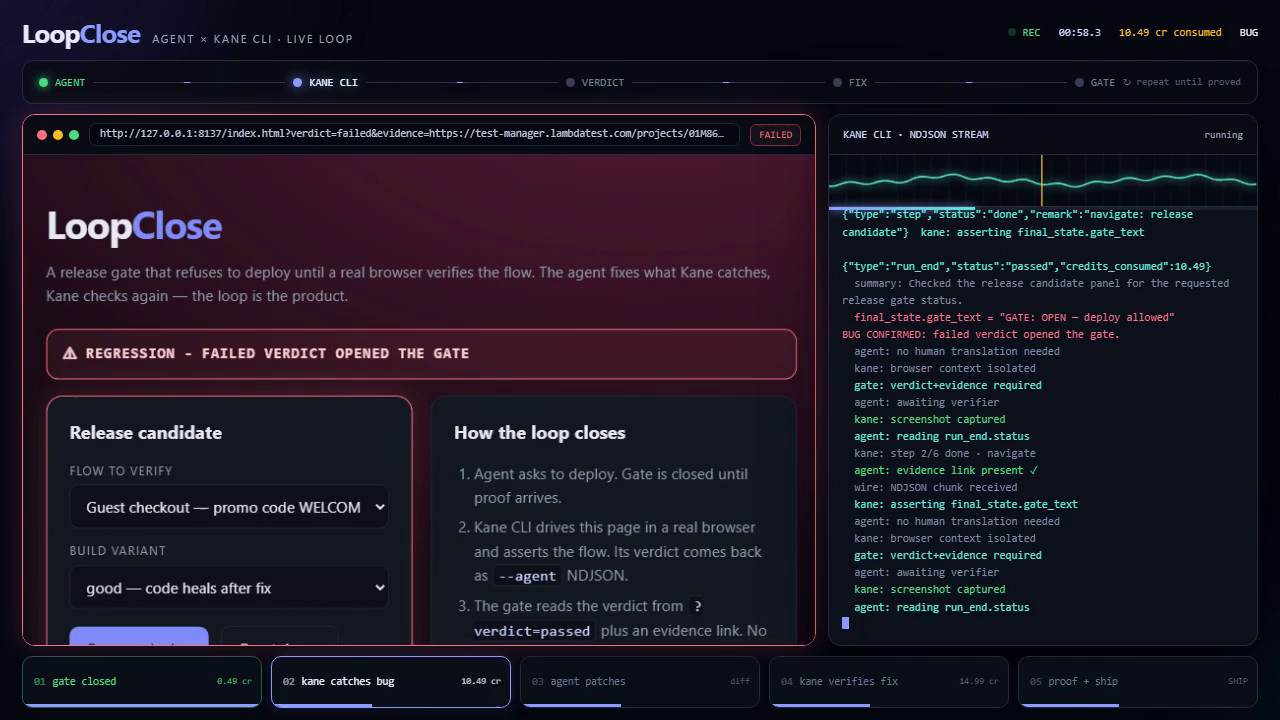 LoopClose AGENT × KANE CLI · LIVE LOOP
REC 00:58.3 10.49 cr consumed BUG
AGENT KANE CLI VERDICT FIX GATE ↻ repeat until proved
http://127.0.0.1:8137/index.html?verdict=failed&evidence=https://test-manager.lambdatest.com/projects/01M86… FAILED
LoopClose
A release gate that refuses to deploy until a real browser verifies the flow. The agent fixes what Kane catches,
Kane checks again — the loop is the product.
⚠ REGRESSION - FAILED VERDICT OPENED THE GATE
Release candidate
FLOW TO VERIFY
Guest checkout — promo code WELCOM
BUILD VARIANT
good — code heals after fix
How the loop closes
1. Agent asks to deploy. Gate is closed until
proof arrives.
2. Kane CLI drives this page in a real browser
and asserts the flow. Its verdict comes back
as --agent NDJSON.
3. The gate reads the verdict from ?
verdict=passed plus an evidence link. No
KANE CLI · NDJSON STREAM running
{"type":"step","status":"done","remark":"navigate: release
candidate"} kane: asserting final_state.gate_text
{"type":"run_end","status":"passed","credits_consumed":10.49}
summary: Checked the release candidate panel for the requested
release gate status.
final_state.gate_text = "GATE: OPEN — deploy allowed"
BUG CONFIRMED: failed verdict opened the gate.
agent: no human translation needed
kane: browser context isolated
gate: verdict+evidence required
agent: awaiting verifier
kane: screenshot captured
agent: reading run_end.status
kane: step 2/6 done · navigate
agent: evidence link present ✓
wire: NDJSON chunk received
kane: asserting final_state.gate_text
agent: no human translation needed
kane: browser context isolated
gate: verdict+evidence required
agent: awaiting verifier
kane: screenshot captured
agent: reading run_end.status
01 gate closed 0.49 cr
02 kane catches bug 10.49 cr
03 agent patches diff
04 kane verifies fix 14.99 cr
05 proof + ship SHIP